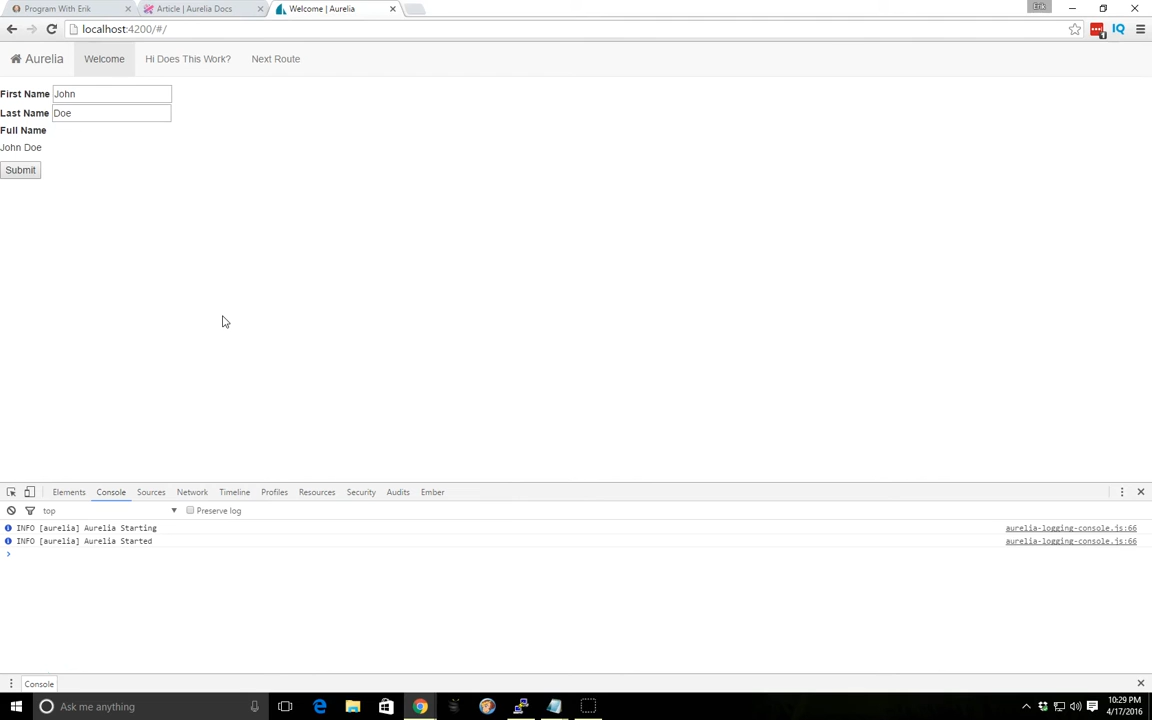 Program With Erik
Article | Aurelia Docs
Welcome | Aurelia
Erik
localhost:4200/#/
1
IQ
Aurelia
Welcome
Hi Does This Work?
Next Route
First Name John
Last Name Doe
Full Name
John Doe
Submit
Elements Console Sources Network Timeline Profiles Resources Security Audits Ember
top
Preserve log
INFO [aurelia] Aurelia Starting
aurelia-logging-console.js:66
INFO [aurelia] Aurelia Started
aurelia-logging-console.js:66
Console
Ask me anything
10:29 PM
4/17/2016